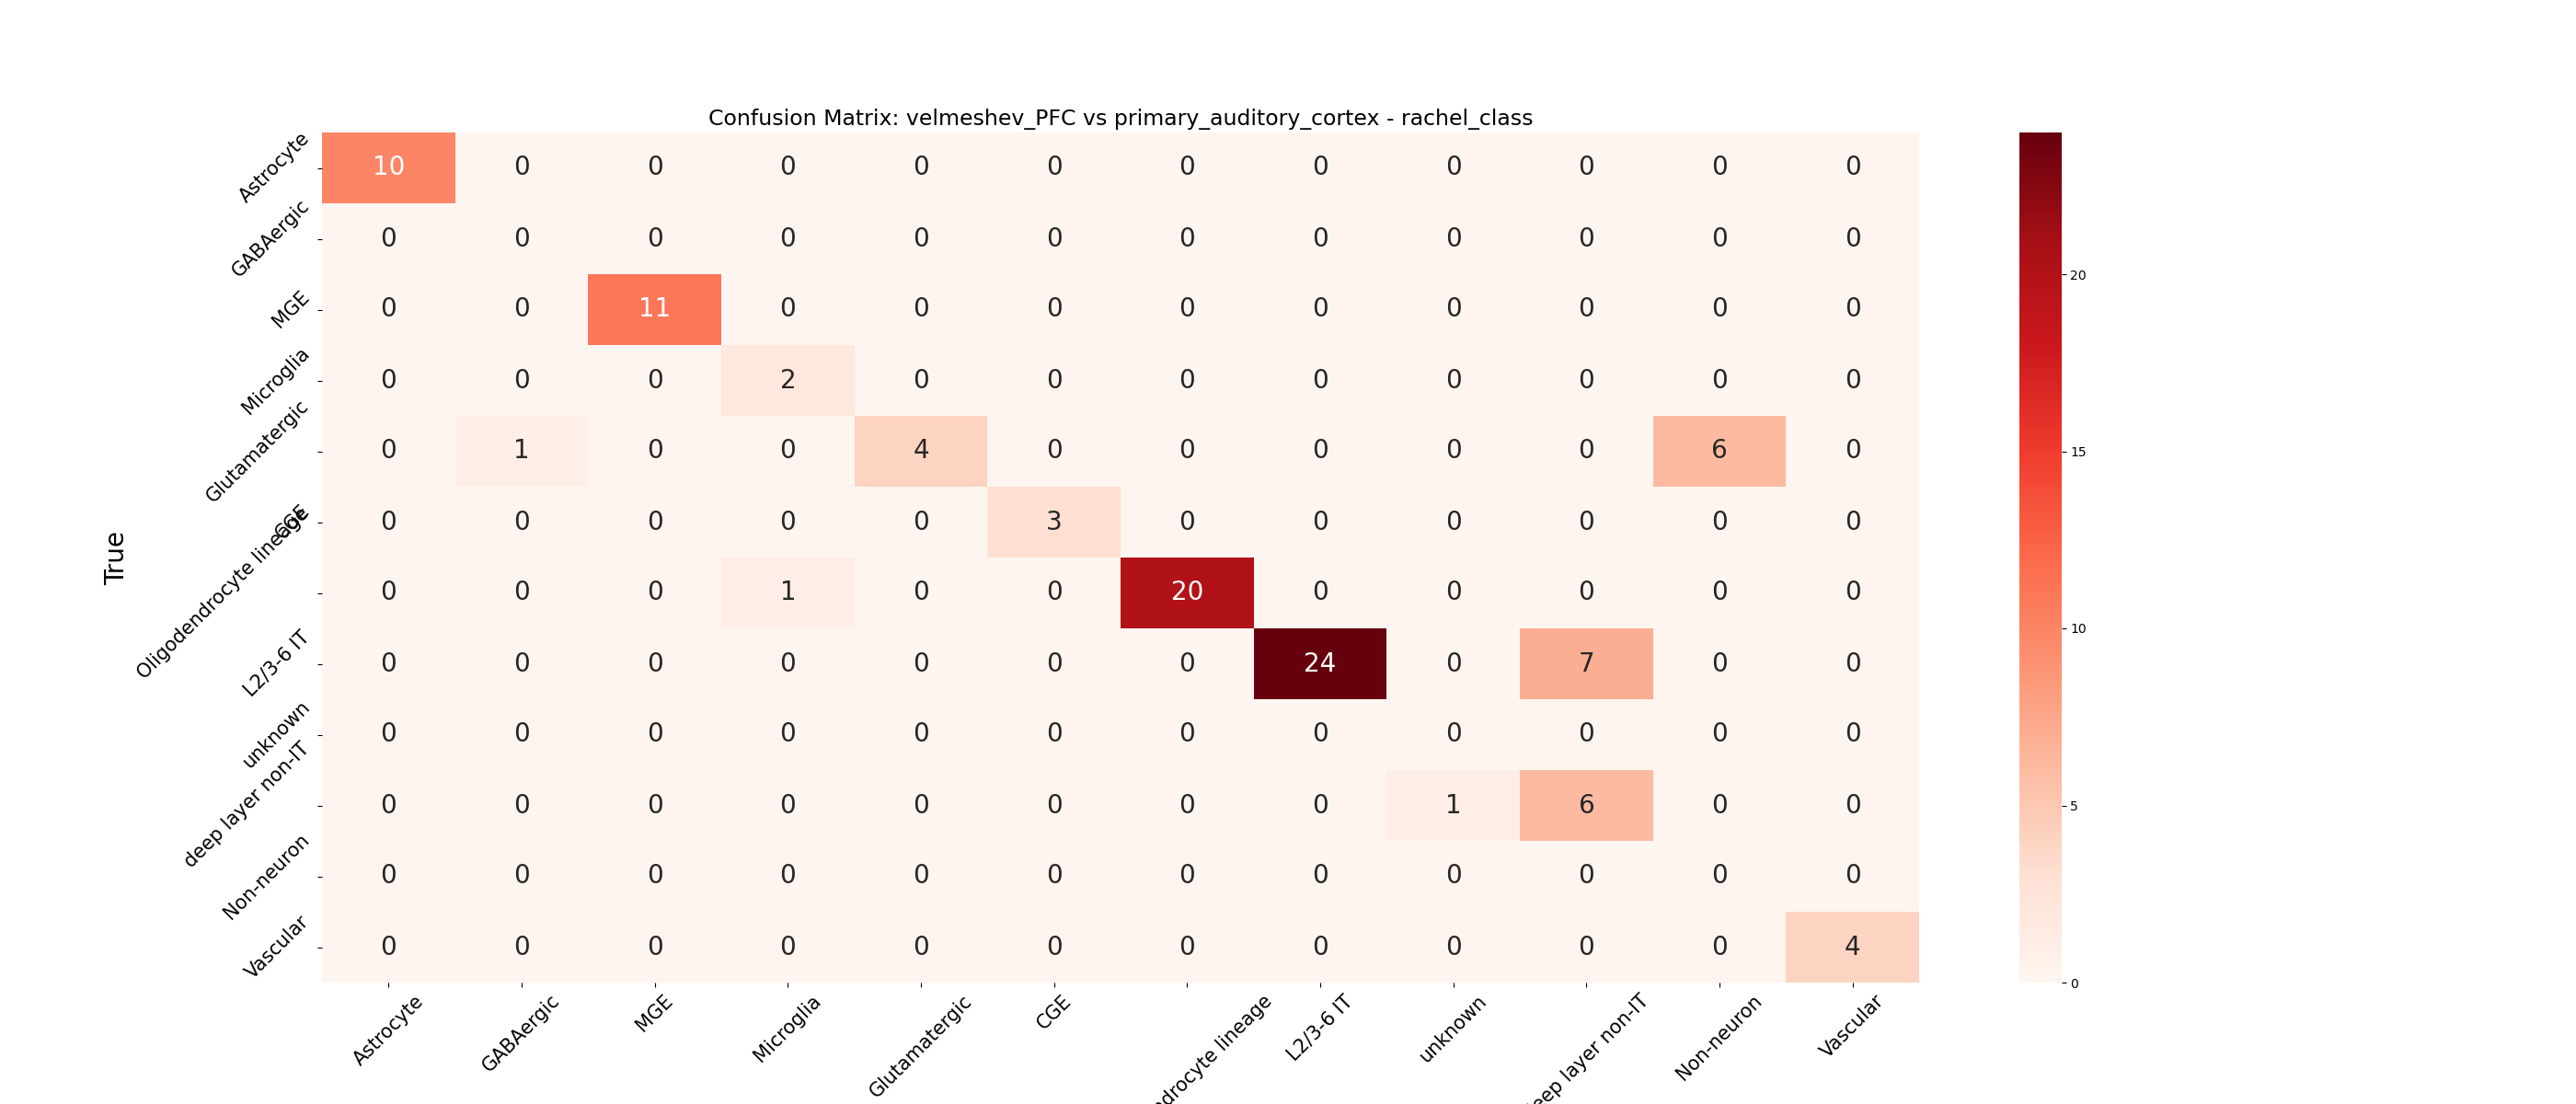 Confusion Matrix: velmeshev_PFC vs primary_auditory_cortex - rachel_class
True
Astrocyte 10 0 0 0 0 0 0 0 0 0 0 0
GABAergic 0 0 0 0 0 0 0 0 0 0 0 0
MGE 0 0 11 0 0 0 0 0 0 0 0 0
Microglia 0 0 0 2 0 0 0 0 0 0 0 0
Glutamatergic 0 1 0 0 4 0 0 0 0 0 6 0
CGE 0 0 0 0 0 3 0 0 0 0 0 0
Oligodendrocyte lineage 0 0 0 1 0 0 20 0 0 0 0 0
L2/3-6 IT 0 0 0 0 0 0 0 24 0 7 0 0
unknown 0 0 0 0 0 0 0 0 0 0 0 0
deep layer non-IT 0 0 0 0 0 0 0 0 1 6 0 0
Non-neuron 0 0 0 0 0 0 0 0 0 0 0 0
Vascular 0 0 0 0 0 0 0 0 0 0 0 4
Astrocyte GABAergic MGE Microglia Glutamatergic CGE ndrocyte lineage L2/3-6 IT unknown eep layer non-IT Non-neuron Vascular
20
15
10
5
0